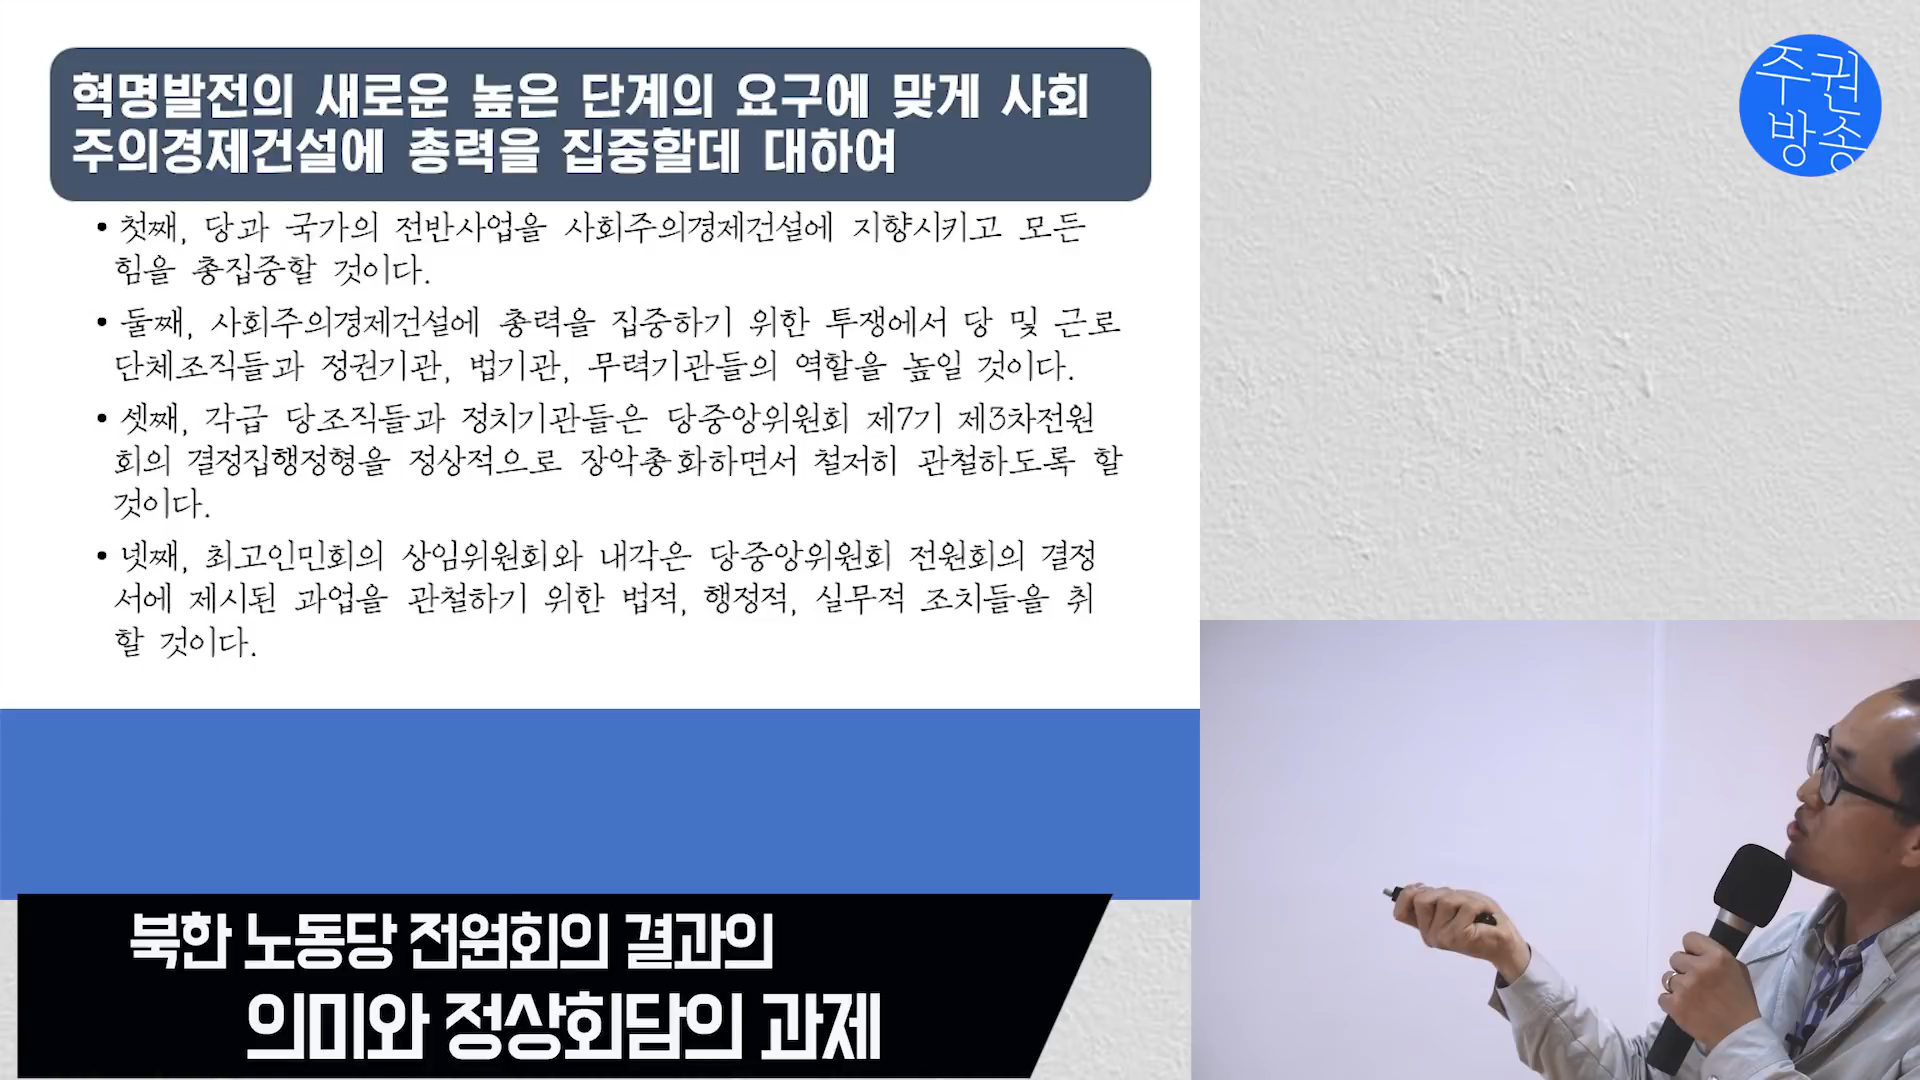 혁명발전의 새로운 높은 단계의 요구에 맞게 사회
주의경제건설에 총력을 집중할데 대하여
• 첫째, 당과 국가의 전반사업을 사회주의경제건설에 지향시키고 모든
힘을 총집중할 것이다.
• 둘째, 사회주의경제건설에 총력을 집중하기 위한 투쟁에서 당 및 근로
단체조직들과 정권기관, 법기관, 무력기관들의 역할을 높일 것이다.
• 셋째, 각급 당조직들과 정치기관들은 당중앙위원회 제7기 제3차전원
회의 결정집행정형을 정상적으로 장악총화하면서 철저히 관철하도록 할
것이다.
• 넷째, 최고인민회의 상임위원회와 내각은 당중앙위원회 전원회의 결정
서에 제시된 과업을 관철하기 위한 법적, 행정적, 실무적 조치들을 취
할 것이다.
주권
방송
북한 노동당 전원회의 결과의
의미와 정상회담의 과제